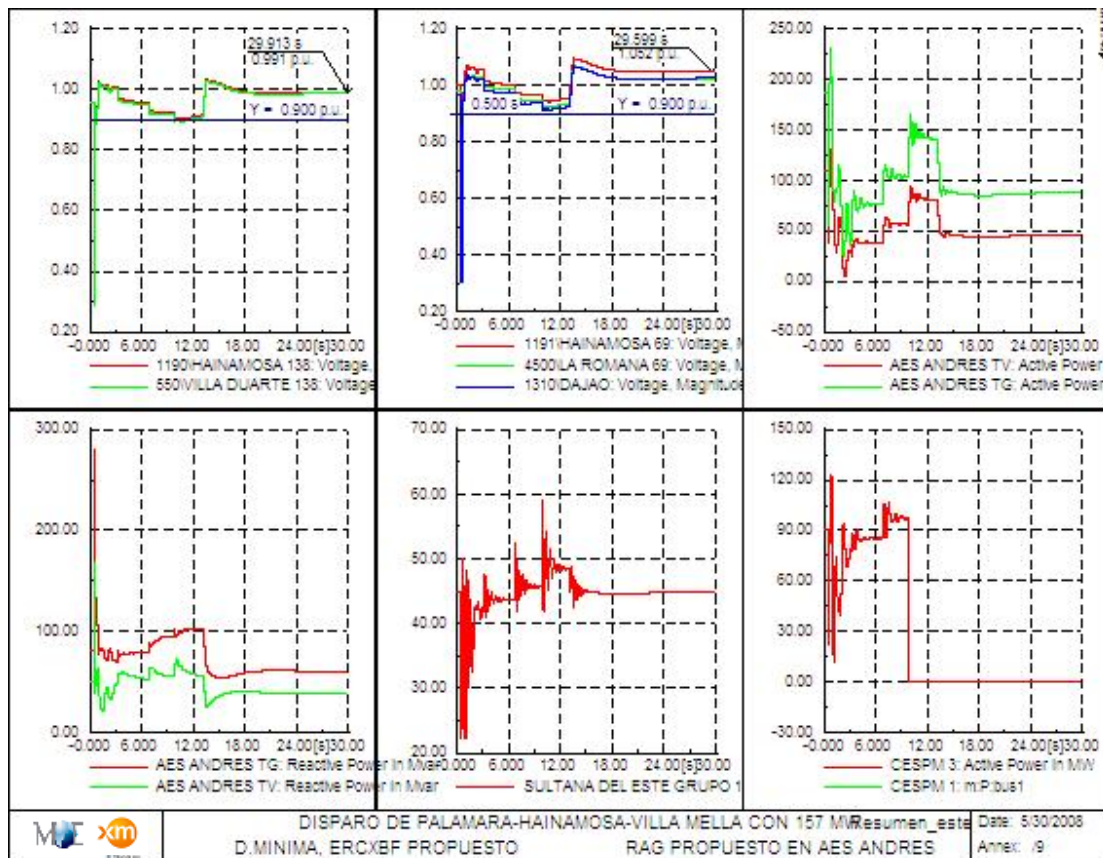 1.20
1.00
0.80
0.60
0.40
0.20
-0.000 6.000 12.00 18.00 24.00[s]30.00
29.913 s
0.991 p.u.
Y = 0.900 p.u.
1190\HAINAMOSA 138: Voltage,
550\VILLA DUARTE 138: Voltage
1.20
1.00
0.80
0.60
0.40
0.20
-0.000 6.000 12.00 18.00 24.00[s]30.00
29.599 s
1.052 p.u.
0.500 s
Y = 0.900 p.u.
1191\HAINAMOSA 69: Voltage, M
4500\LA ROMANA 69: Voltage, M
1310\DAJAO: Voltage, Magnitude
250.00
200.00
150.00
100.00
50.00
0.00
-50.00
-0.000 6.000 12.00 18.00 24.00[s]30.00
AES ANDRES TV: Active Power
AES ANDRES TG: Active Power
300.00
200.00
100.00
0.00
-0.000 6.000 12.00 18.00 24.00[s]30.00
AES ANDRES TG: Reactive Power in Mvar
AES ANDRES TV: Reactive Power in Mvar
70.00
60.00
50.00
40.00
30.00
20.00
-0.000 6.000 12.00 18.00 24.00[s]30.00
SULTANA DEL ESTE GRUPO 1
150.00
120.00
90.00
60.00
30.00
0.00
-30.00
-0.000 6.000 12.00 18.00 24.00[s]30.00
CESPM 3: Active Power in MW
CESPM 1: m:P:bus1
xm
DISPARO DE PALAMARA-HAINAMOSA-VILLA MELLA CON 157 MW
D.MINIMA, ERCXBF PROPUESTO RAG PROPUESTO EN AES ANDRES
Resumen_este
Date: 5/30/2008
Annex: /9